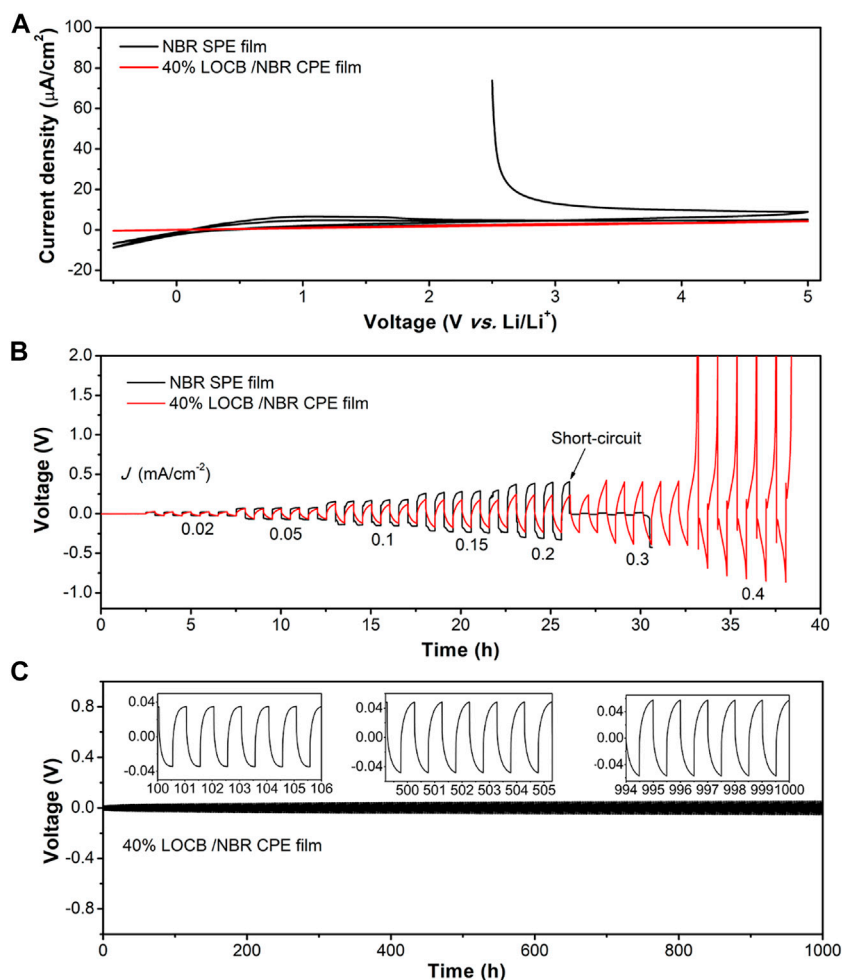 A
100
80
60
40
20
0
-20
Current density (μA/cm²)
NBR SPE film
40% LOCB /NBR CPE film
0 1 2 3 4 5
Voltage (V vs. Li/Li⁺)
B
2.0
1.5
1.0
0.5
0.0
-0.5
-1.0
Voltage (V)
NBR SPE film
40% LOCB /NBR CPE film
J (mA/cm⁻²)
Short-circuit
0.02
0.05
0.1
0.15
0.2
0.3
0.4
0 5 10 15 20 25 30 35 40
Time (h)
C
0.8
0.4
0.0
-0.4
-0.8
Voltage (V)
0.04
0.00
-0.04
100 101 102 103 104 105 106
0.04
0.00
-0.04
500 501 502 503 504 505
0.04
0.00
-0.04
994 995 996 997 998 999 1000
40% LOCB /NBR CPE film
0 200 400 600 800 1000
Time (h)